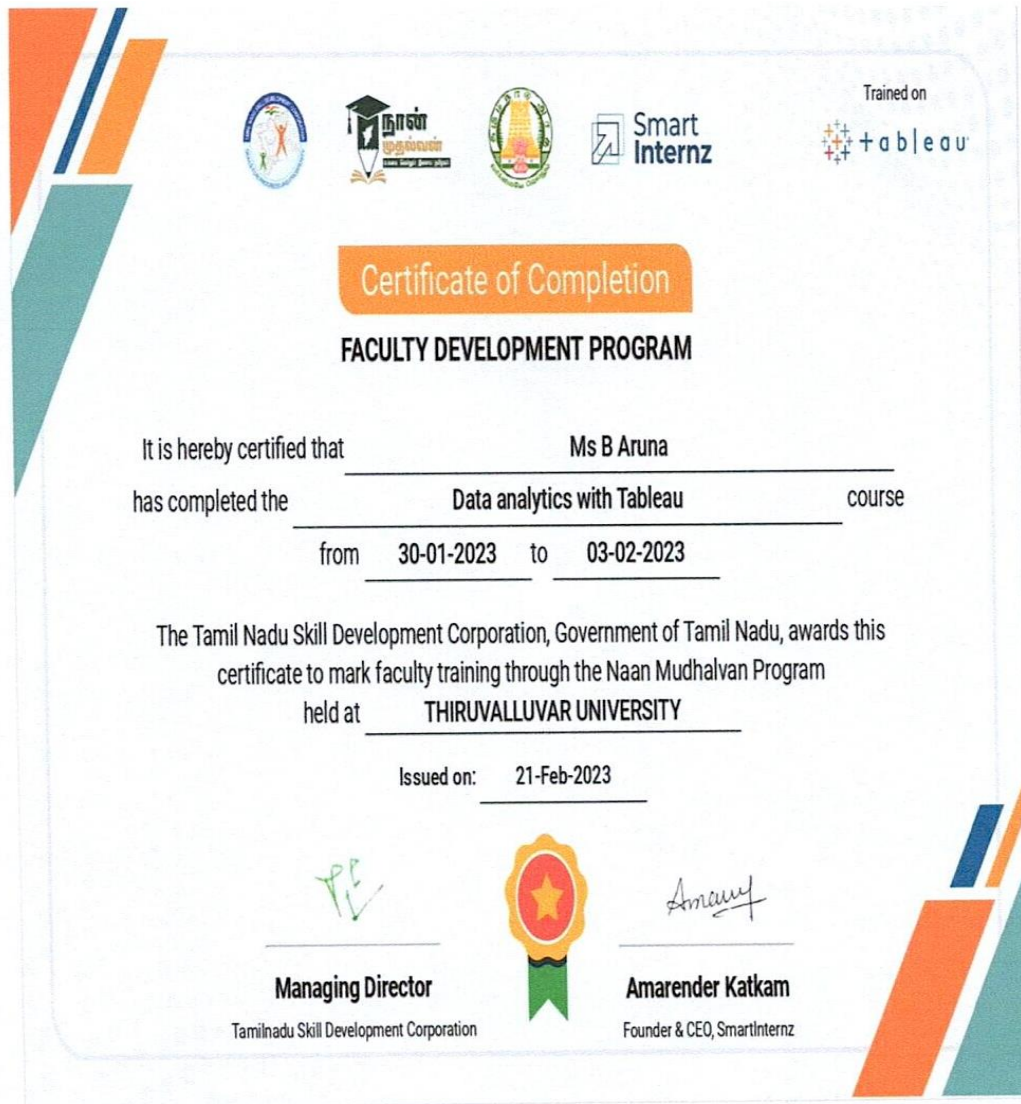 Trained on
நான்
முதல்வன்
Smart
Internz
tableau
Certificate of Completion
FACULTY DEVELOPMENT PROGRAM
It is hereby certified that Ms B Aruna
has completed the Data analytics with Tableau course
from 30-01-2023 to 03-02-2023
The Tamil Nadu Skill Development Corporation, Government of Tamil Nadu, awards this
certificate to mark faculty training through the Naan Mudhalvan Program
held at THIRUVALLUVAR UNIVERSITY
Issued on: 21-Feb-2023
Managing Director
Tamilnadu Skill Development Corporation
Amarender Katkam
Founder & CEO, SmartInternz